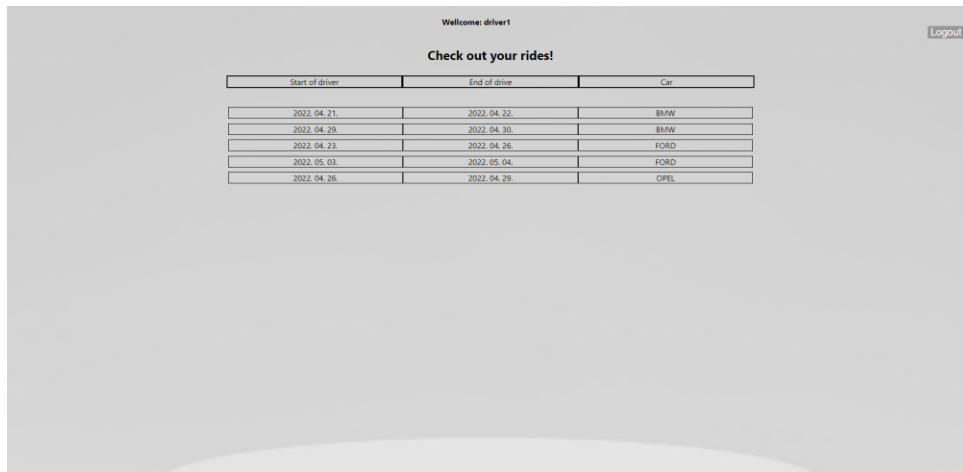 Wellcome: driver1
Logout
Check out your rides!
Start of driver End of drive Car
2022. 04. 21. 2022. 04. 22. BMW
2022. 04. 29. 2022. 04. 30. BMW
2022. 04. 23. 2022. 04. 26. FORD
2022. 05. 03. 2022. 05. 04. FORD
2022. 04. 26. 2022. 04. 29. OPEL